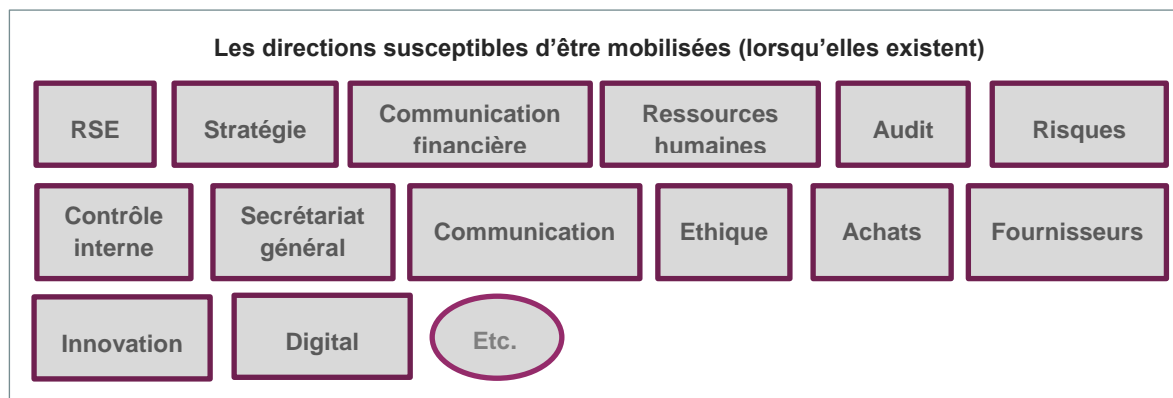 Les directions susceptibles d’être mobilisées (lorsqu’elles existent)
RSE
Stratégie
Communication
financière
Ressources
humaines
Audit
Risques
Contrôle
interne
Secrétariat
général
Communication
Ethique
Achats
Fournisseurs
Innovation
Digital
Etc.